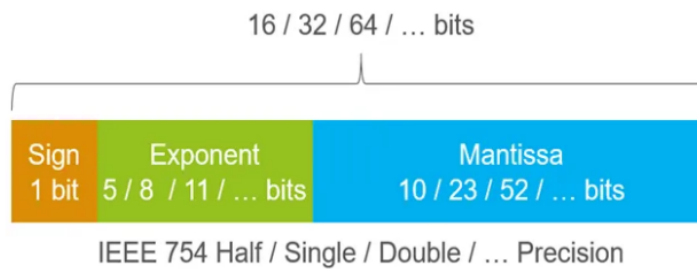 16 / 32 / 64 / ... bits
Sign
1 bit
Exponent
5 / 8 / 11 / ... bits
Mantissa
10 / 23 / 52 / ... bits
IEEE 754 Half / Single / Double / ... Precision